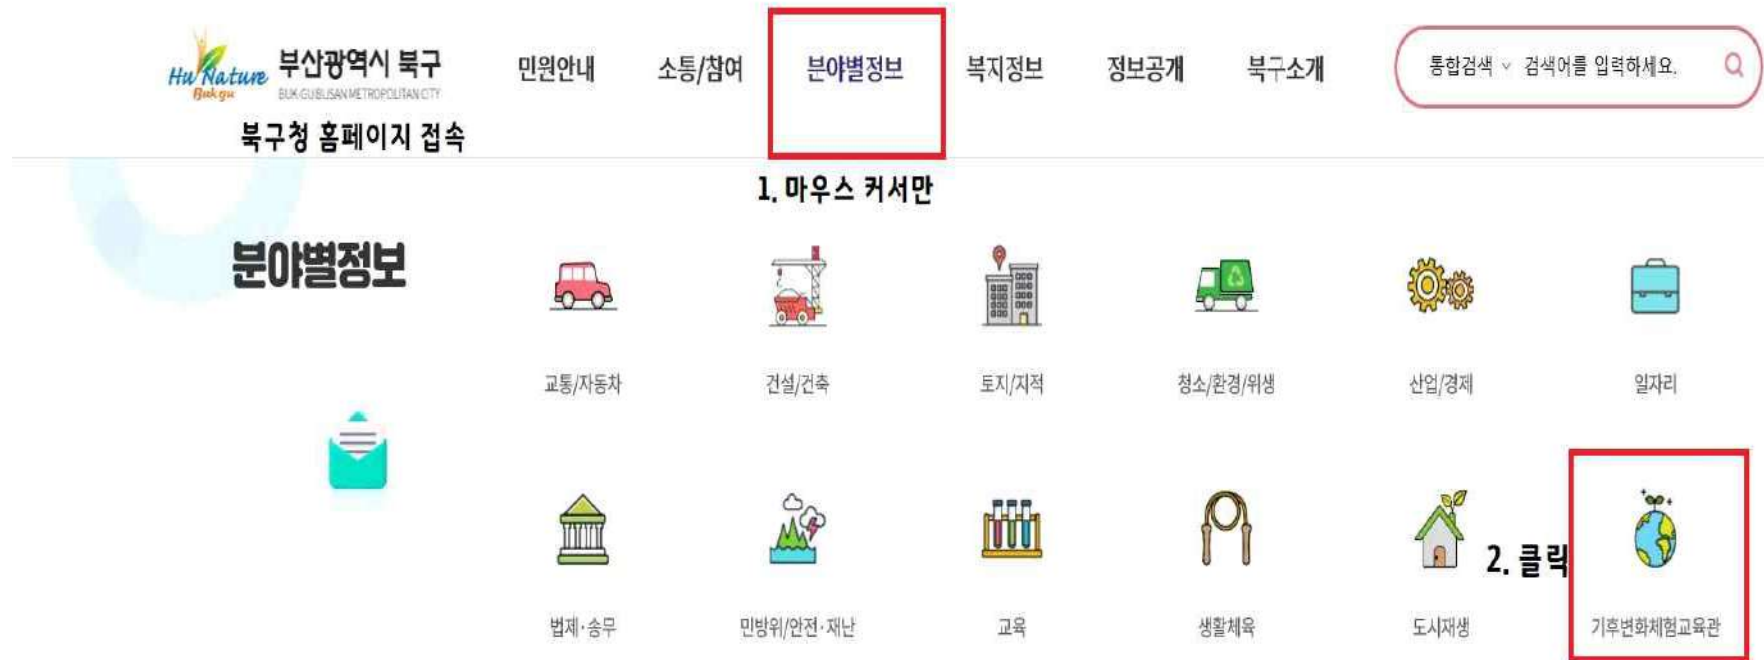 Hu Nature
Buk gu
부산광역시 북구
BUK-GU BUSAN METROPOLITAN CITY
민원안내
소통/참여
분야별정보
복지정보
정보공개
북구소개
통합검색 검색어를 입력하세요.
북구청 홈페이지 접속
1. 마우스 커서만
분야별정보
교통/자동차
건설/건축
토지/지적
청소/환경/위생
산업/경제
일자리
2. 클릭
법제·송무
민방위/안전·재난
교육
생활체육
도시재생
기후변화체험교육관